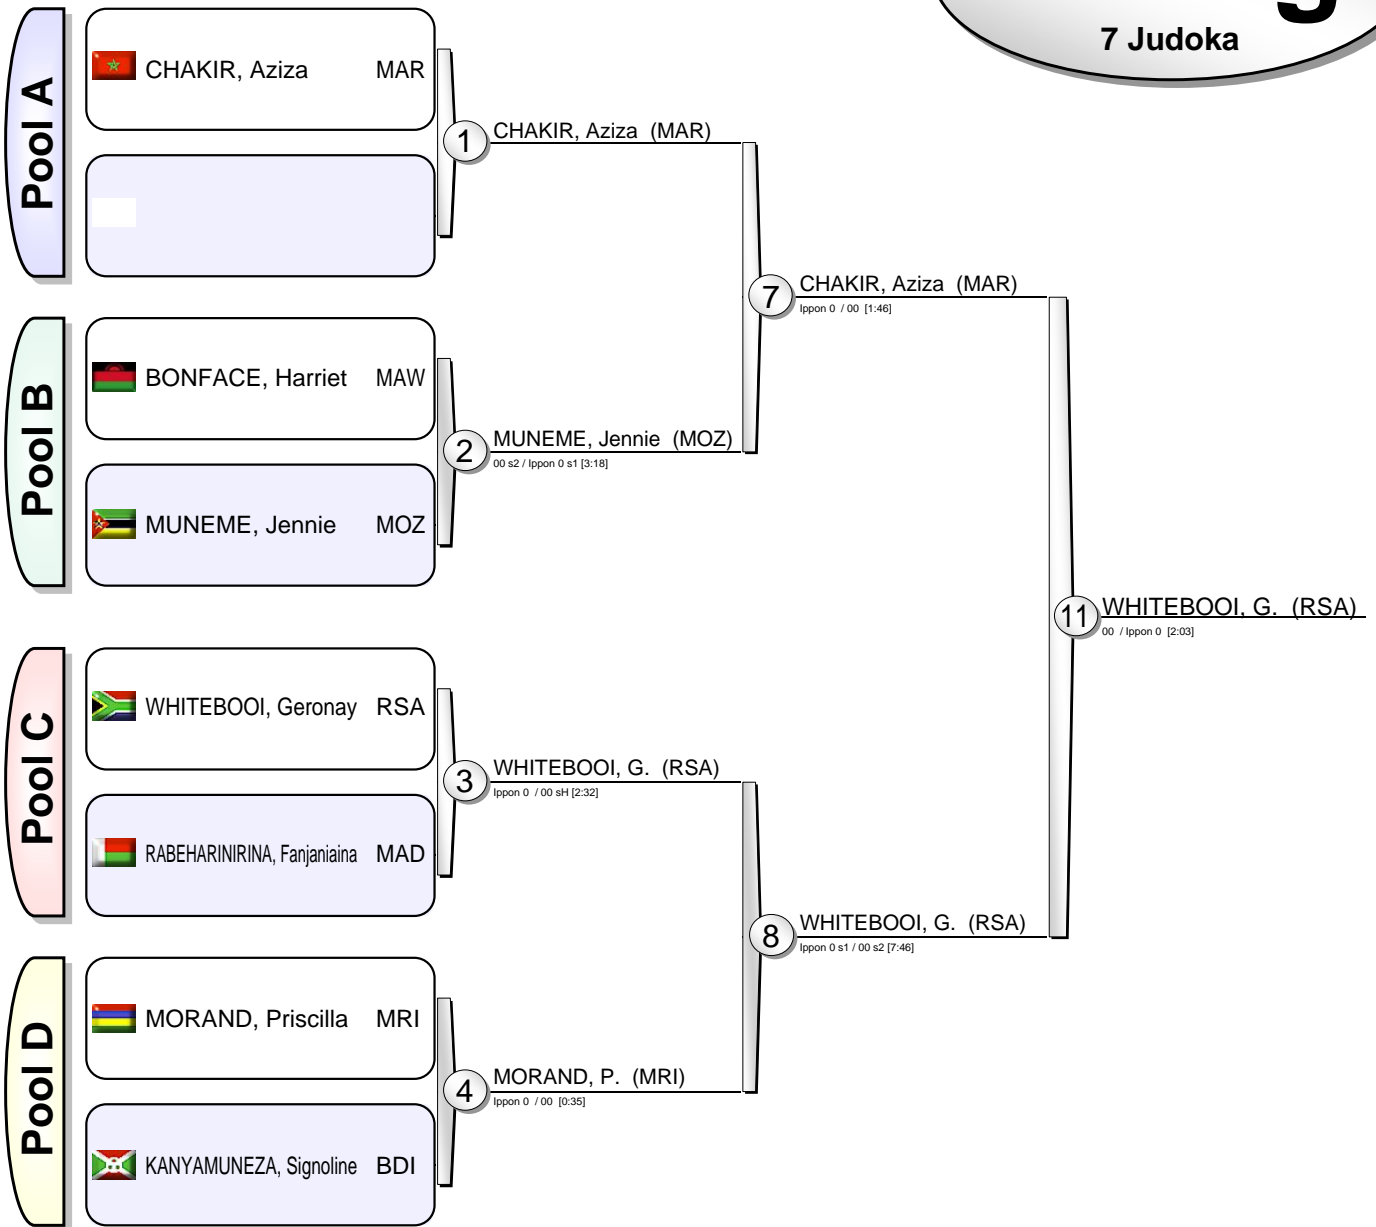 7 Judoka
Pool A
CHAKIR, Aziza MAR
1
CHAKIR, Aziza (MAR)
7
CHAKIR, Aziza (MAR)
Ippon 0 / 00 [1:46]
Pool B
BONFACE, Harriet MAW
2
MUNEME, Jennie (MOZ)
00 s2 / Ippon 0 s1 [3:18]
MUNEME, Jennie MOZ
11
WHITEBOOI, G. (RSA)
00 / Ippon 0 [2:03]
Pool C
WHITEBOOI, Geronay RSA
3
WHITEBOOI, G. (RSA)
Ippon 0 / 00 sH [2:32]
RABEHARINIRINA, Fanjaniaina MAD
8
WHITEBOOI, G. (RSA)
Ippon 0 s1 / 00 s2 [7:46]
Pool D
MORAND, Priscilla MRI
4
MORAND, P. (MRI)
Ippon 0 / 00 [0:35]
KANYAMUNEZA, Signoline BDI